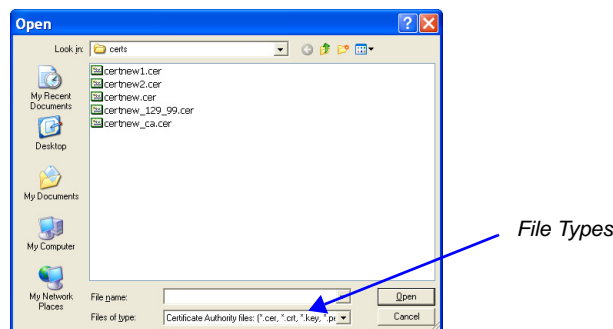 Open
Look in:
certs
certnew1.cer
certnew2.cer
certnew.cer
certnew_129_99.cer
certnew_ca.cer
My Recent
Documents
Desktop
My Documents
My Computer
My Network
Places
File name:
Open
Files of type:
Certificate Authority files: (*.cer, *.crt, *.key, *.pe
Cancel
File Types